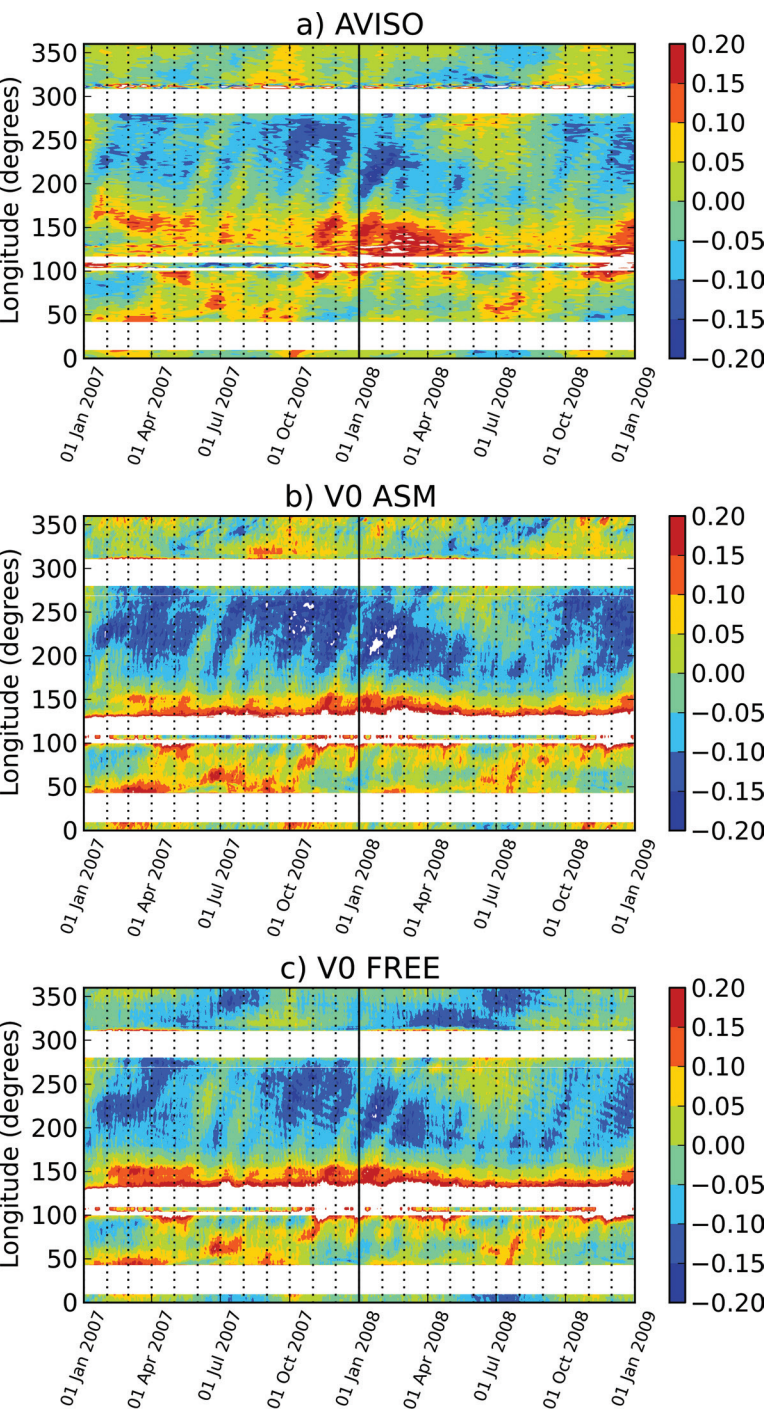 a) AVISO
Longitude (degrees)
350
300
250
200
150
100
50
0
01 Jan 2007
01 Apr 2007
01 Jul 2007
01 Oct 2007
01 Jan 2008
01 Apr 2008
01 Jul 2008
01 Oct 2008
01 Jan 2009
0.20
0.15
0.10
0.05
0.00
−0.05
−0.10
−0.15
−0.20
b) V0 ASM
Longitude (degrees)
350
300
250
200
150
100
50
0
01 Jan 2007
01 Apr 2007
01 Jul 2007
01 Oct 2007
01 Jan 2008
01 Apr 2008
01 Jul 2008
01 Oct 2008
01 Jan 2009
0.20
0.15
0.10
0.05
0.00
−0.05
−0.10
−0.15
−0.20
c) V0 FREE
Longitude (degrees)
350
300
250
200
150
100
50
0
01 Jan 2007
01 Apr 2007
01 Jul 2007
01 Oct 2007
01 Jan 2008
01 Apr 2008
01 Jul 2008
01 Oct 2008
01 Jan 2009
0.20
0.15
0.10
0.05
0.00
−0.05
−0.10
−0.15
−0.20